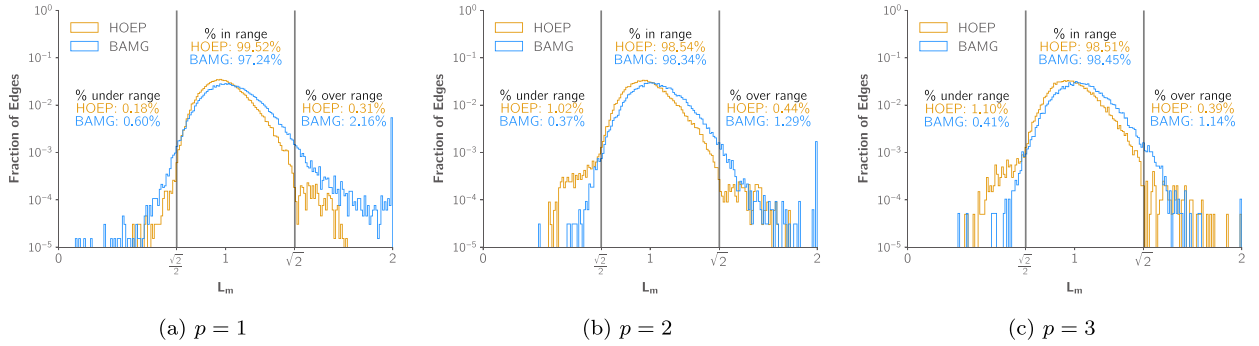 HOEP
BAMG
% in range
HOEP: 99.52%
BAMG: 97.24%
% under range
HOEP: 0.18%
BAMG: 0.60%
% over range
HOEP: 0.31%
BAMG: 2.16%
Fraction of Edges
10⁰
10⁻¹
10⁻²
10⁻³
10⁻⁴
10⁻⁵
0
√2/2
1
√2
2
Lₘ
(a) p = 1
HOEP
BAMG
% in range
HOEP: 98.54%
BAMG: 98.34%
% under range
HOEP: 1.02%
BAMG: 0.37%
% over range
HOEP: 0.44%
BAMG: 1.29%
Fraction of Edges
10⁰
10⁻¹
10⁻²
10⁻³
10⁻⁴
10⁻⁵
0
√2/2
1
√2
2
Lₘ
(b) p = 2
HOEP
BAMG
% in range
HOEP: 98.51%
BAMG: 98.45%
% under range
HOEP: 1.10%
BAMG: 0.41%
% over range
HOEP: 0.39%
BAMG: 1.14%
Fraction of Edges
10⁰
10⁻¹
10⁻²
10⁻³
10⁻⁴
10⁻⁵
0
√2/2
1
√2
2
Lₘ
(c) p = 3